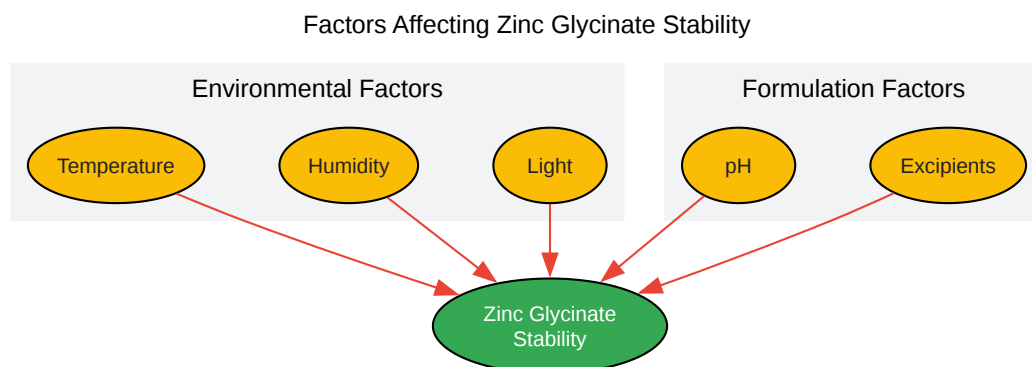 Factors Affecting Zinc Glycinate Stability
Environmental Factors
Formulation Factors
Temperature
Humidity
Light
pH
Excipients
Zinc Glycinate
Stability